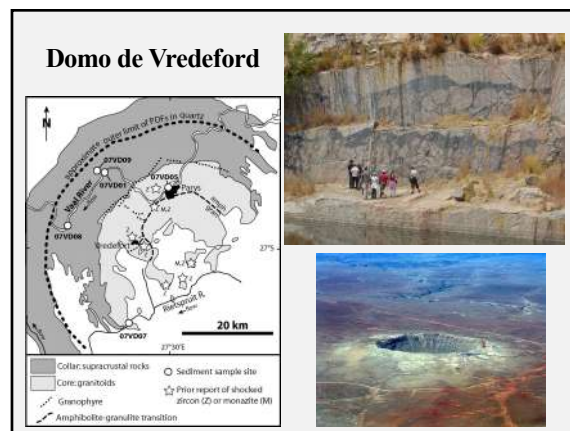 Domo de Vredeford
N
approximate outer limit of PDFs in quartz
07VD09
07VD01
07VD05
Parys
Vaal River
flow
Z
M,Z
07VD08
Vredefort
M,Z
Z
27°S
Rietspruit R.
flow
07VD07
20 km
27°30'E
Collar: supracrustal rocks
Core: granitoids
Granophyre
Amphibolite-granulite transition
Sediment sample site
Prior report of shocked
zircon (Z) or monazite (M)